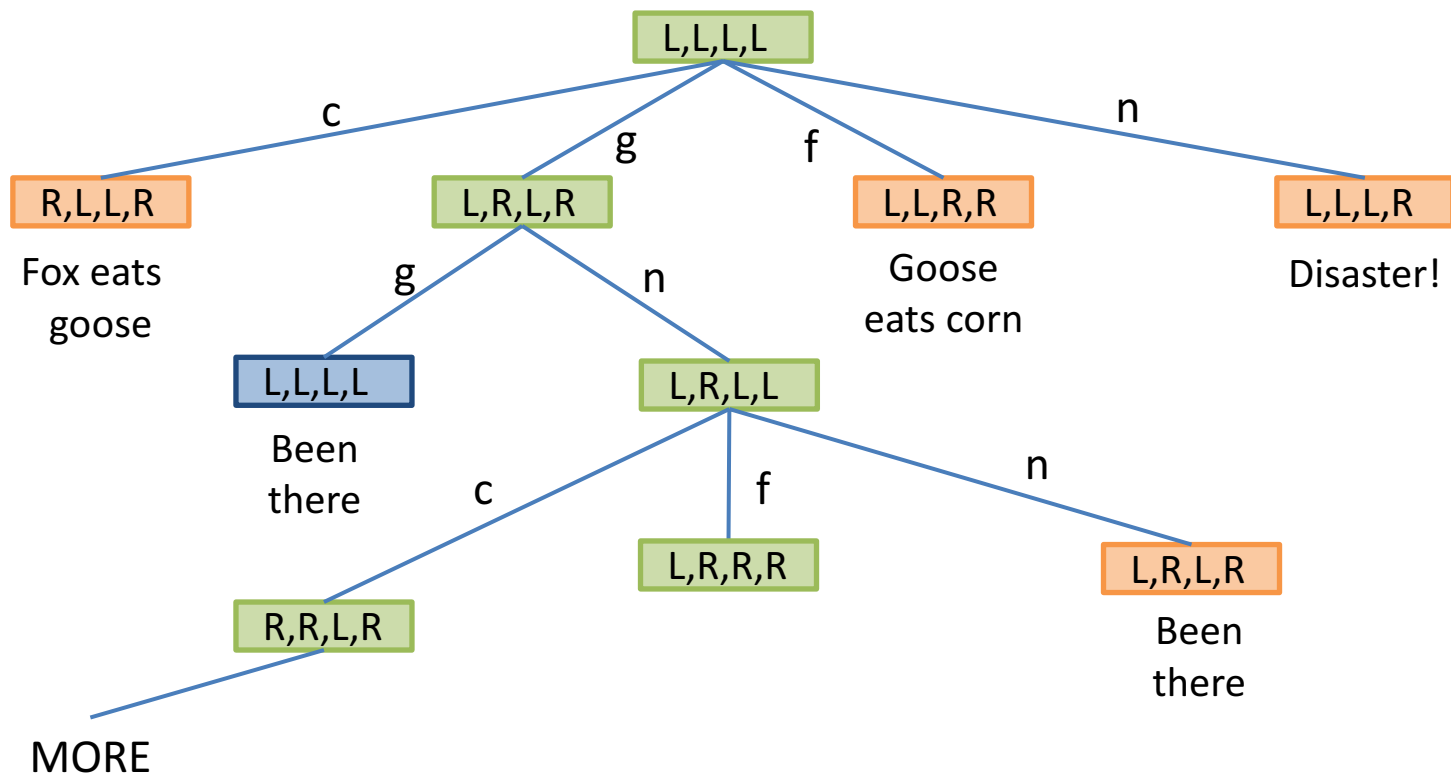 L,L,L,L
c
g
f
n
R,L,L,R
L,R,L,R
L,L,R,R
L,L,L,R
Fox eats
goose
g
n
Goose
eats corn
Disaster!
L,L,L,L
L,R,L,L
Been
there
c
f
n
L,R,R,R
L,R,L,R
R,R,L,R
Been
there
MORE